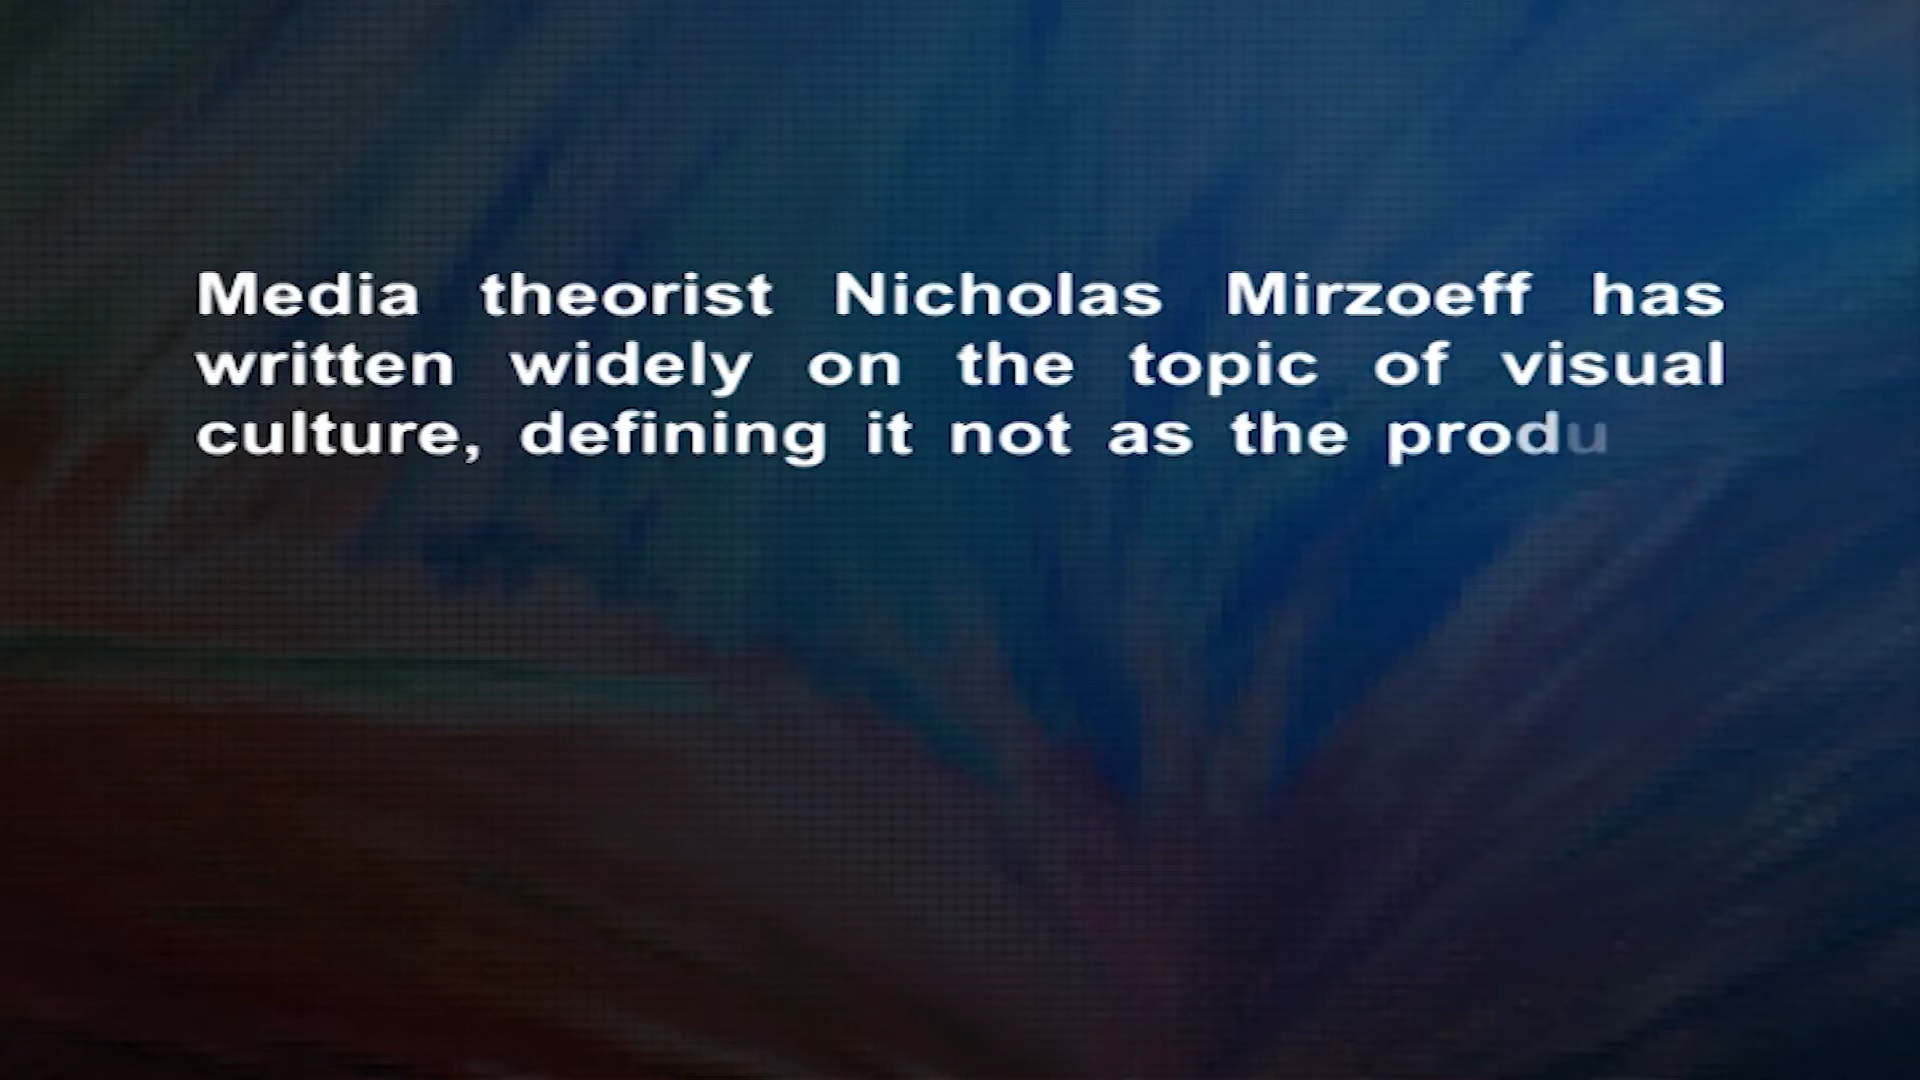 Media theorist Nicholas Mirzoeff has
written widely on the topic of visual
culture, defining it not as the produ